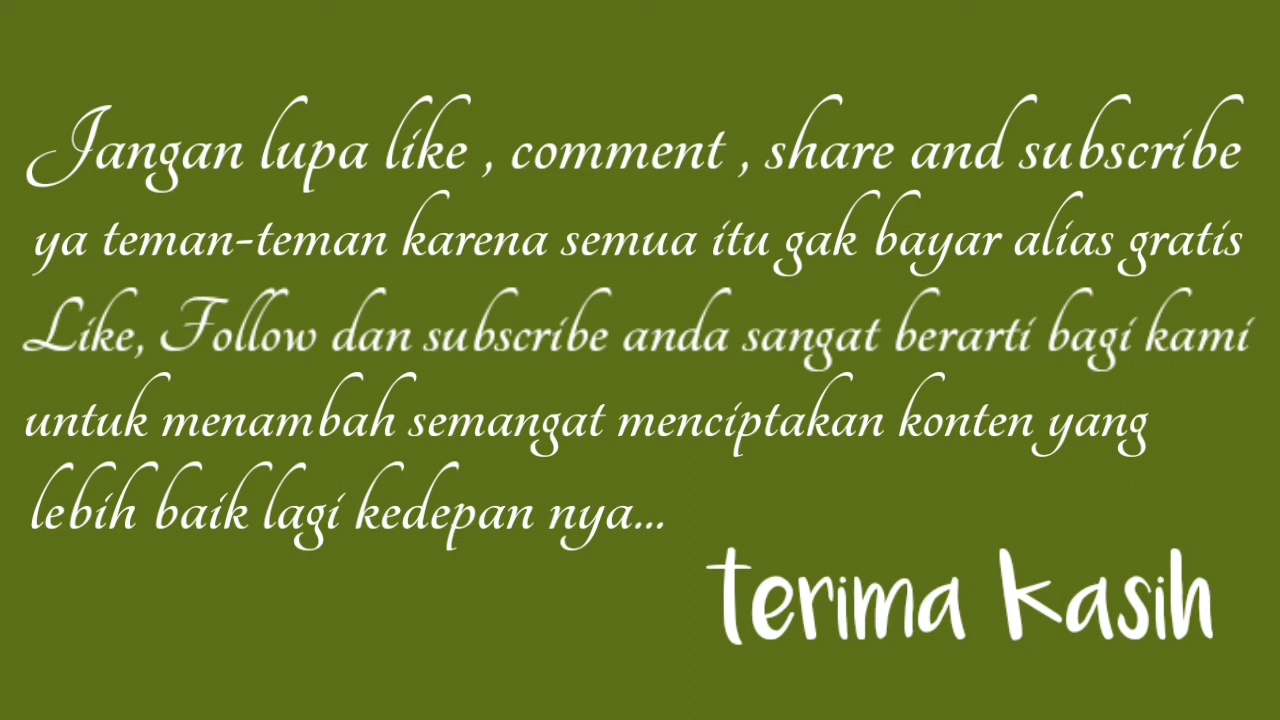 Jangan lupa like , comment , share and subscribe
ya teman-teman karena semua itu gak bayar alias gratis
Like, Follow dan subscribe anda sangat berarti bagi kami
untuk menambah semangat menciptakan konten yang
lebih baik lagi kedepan nya...
terima kasih